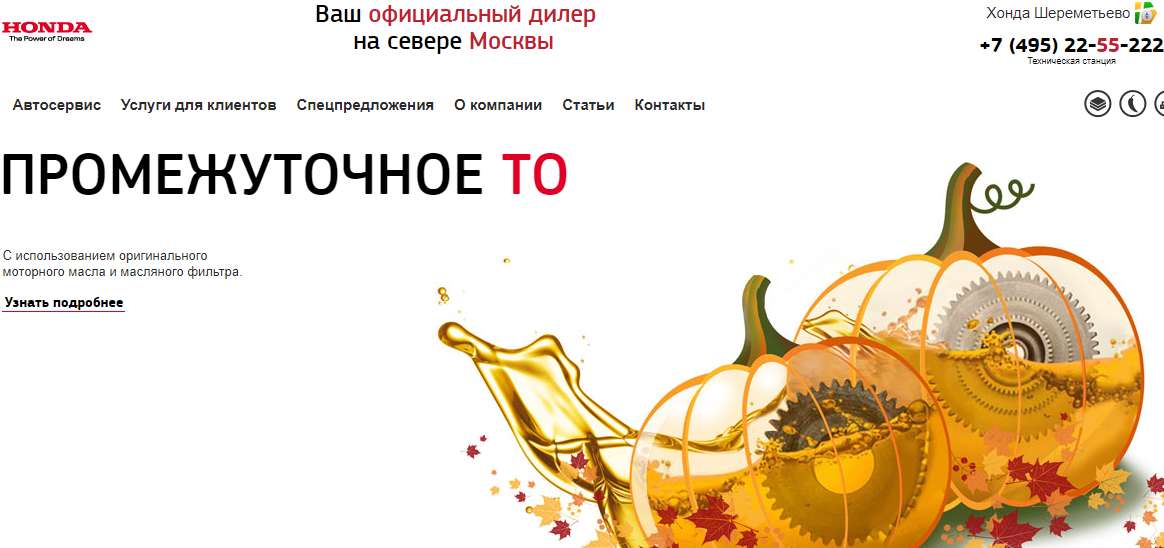 HONDA
The Power of Dreams
Ваш официальный дилер
на севере Москвы
Хонда Шереметьево
+7 (495) 22-55-222
Техническая станция
Автосервис Услуги для клиентов Спецпредложения О компании Статьи Контакты
ПРОМЕЖУТОЧНОЕ ТО
С использованием оригинального
моторного масла и масляного фильтра.
Узнать подробнее